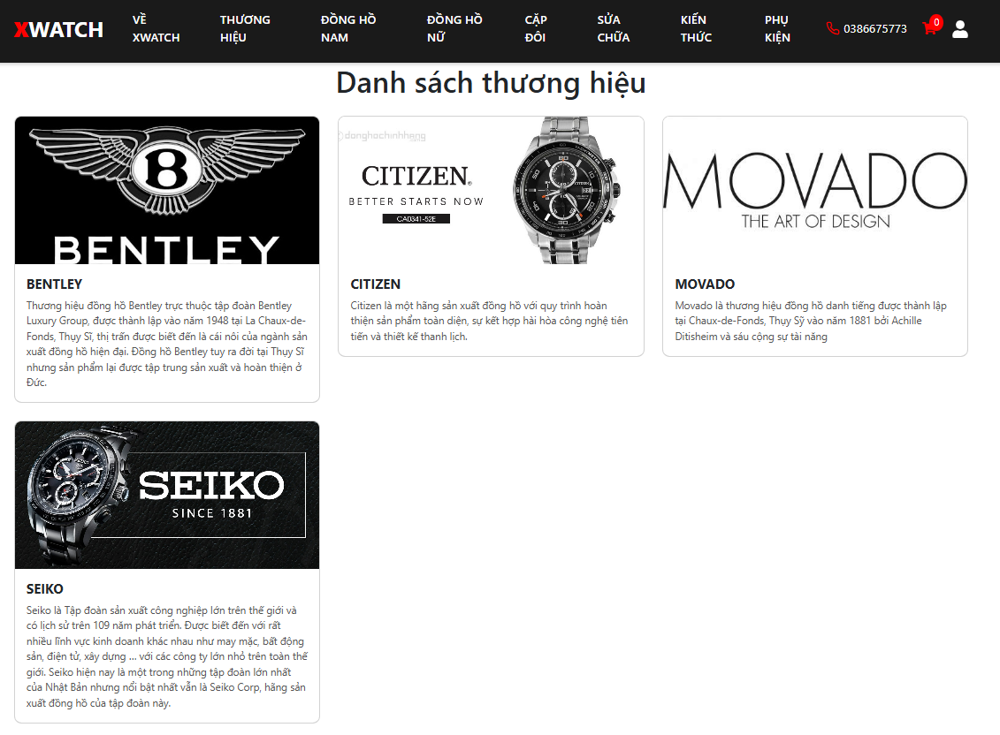 XWATCH
VỀ
XWATCH
THƯƠNG
HIỆU
ĐỒNG HỒ
NAM
ĐỒNG HỒ
NỮ
CẶP
ĐÔI
SỬA
CHỮA
KIẾN
THỨC
PHỤ
KIỆN
0386675773
0
Danh sách thương hiệu
B
BENTLEY
BENTLEY
Thương hiệu đồng hồ Bentley trực thuộc tập đoàn Bentley
Luxury Group, được thành lập vào năm 1948 tại La Chaux-de-
Fonds, Thụy Sĩ, thị trấn được biết đến là cái nôi của ngành sản
xuất đồng hồ hiện đại. Đồng hồ Bentley tuy ra đời tại Thụy Sĩ
nhưng sản phẩm lại được tập trung sản xuất và hoàn thiện ở
Đức.
donghochinhhang
CITIZEN®
BETTER STARTS NOW
CA0341-52E
CITIZEN
Citizen là một hãng sản xuất đồng hồ với quy trình hoàn
thiện sản phẩm toàn diện, sự kết hợp hài hòa công nghệ tiên
tiến và thiết kế thanh lịch.
MOVADO
THE ART OF DESIGN
MOVADO
Movado là thương hiệu đồng hồ danh tiếng được thành lập
tại Chaux-de-Fonds, Thụy Sỹ vào năm 1881 bởi Achille
Ditisheim và sáu cộng sự tài năng
SEIKO
SINCE 1881
SEIKO
Seiko là Tập đoàn sản xuất công nghiệp lớn trên thế giới và
có lịch sử trên 109 năm phát triển. Được biết đến với rất
nhiều lĩnh vực kinh doanh khác nhau như may mặc, bất động
sản, điện tử, xây dựng ... với các công ty lớn nhỏ trên toàn thế
giới. Seiko hiện nay là một trong những tập đoàn lớn nhất
của Nhật Bản nhưng nổi bật nhất vẫn là Seiko Corp, hãng sản
xuất đồng hồ của tập đoàn này.